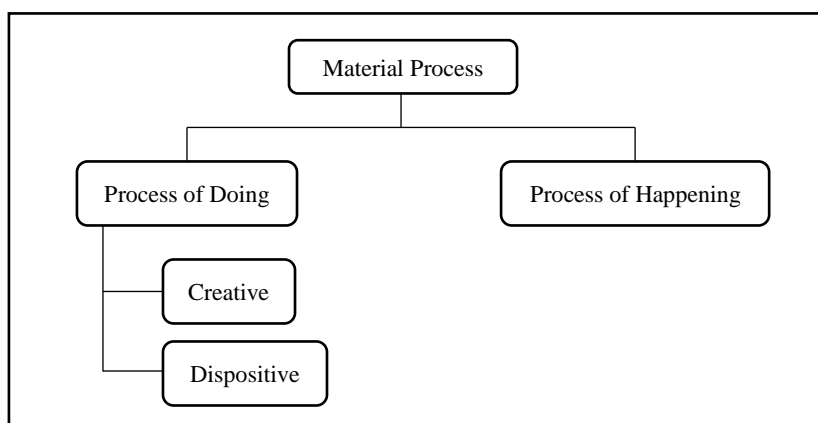 Material Process
Process of Doing
Process of Happening
Creative
Dispositive